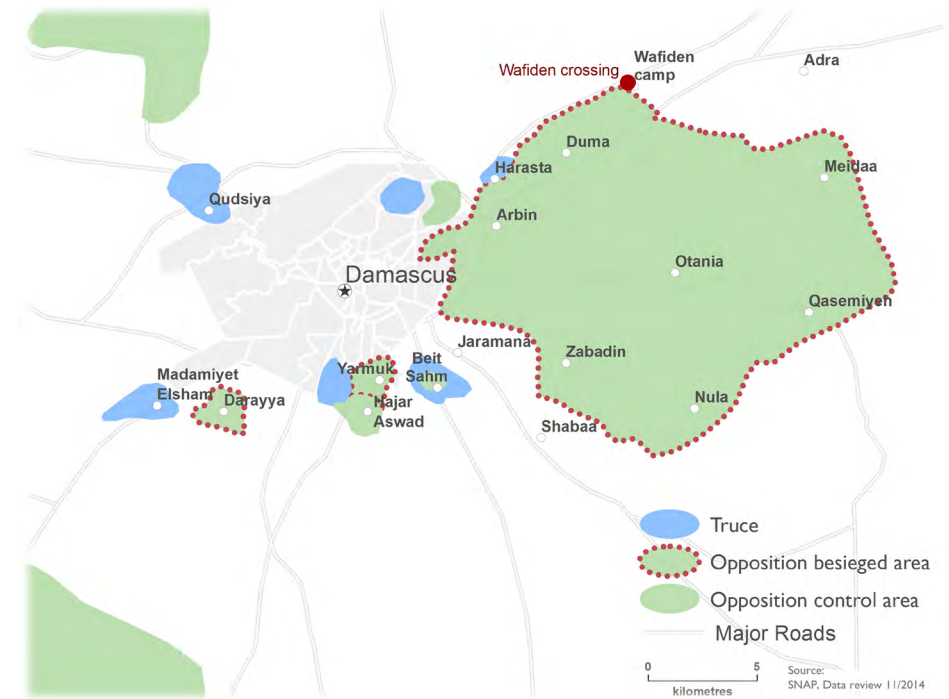 Wafiden
camp
Adra
Wafiden crossing
Duma
Harasta
Meidaa
Qudsiya
Arbin
Otania
Damascus
Qasemiyeh
Jaramana
Zabadin
Beit
Sahm
Yarmuk
Madamiyet
Elsham
Darayya
Hajar
Aswad
Nula
Shabaa
Truce
Opposition besieged area
Opposition control area
Major Roads
0 5
kilometres
Source:
SNAP, Data review 11/2014